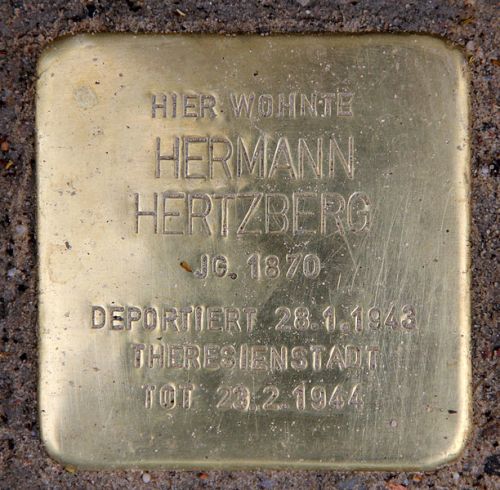 HIER WOHNTE
HERMANN
HERTZBERG
JG. 1870
DEPORTIERT 28.1.1943
THERESIENSTADT
TOT 23.2.1944